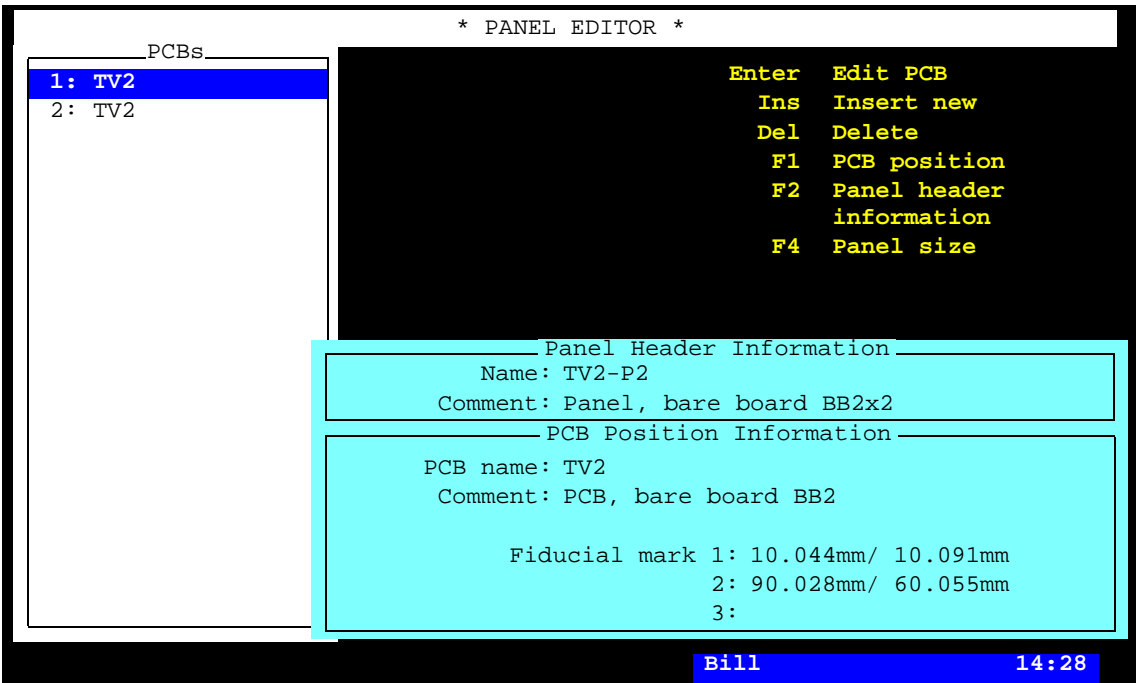 * PANEL EDITOR *
PCBs
1: TV2
2: TV2
Enter Edit PCB
Ins Insert new
Del Delete
F1 PCB position
F2 Panel header
information
F4 Panel size
Panel Header Information
Name: TV2-P2
Comment: Panel, bare board BB2x2
PCB Position Information
PCB name: TV2
Comment: PCB, bare board BB2
Fiducial mark 1: 10.044mm/ 10.091mm
2: 90.028mm/ 60.055mm
3:
Bill 14:28